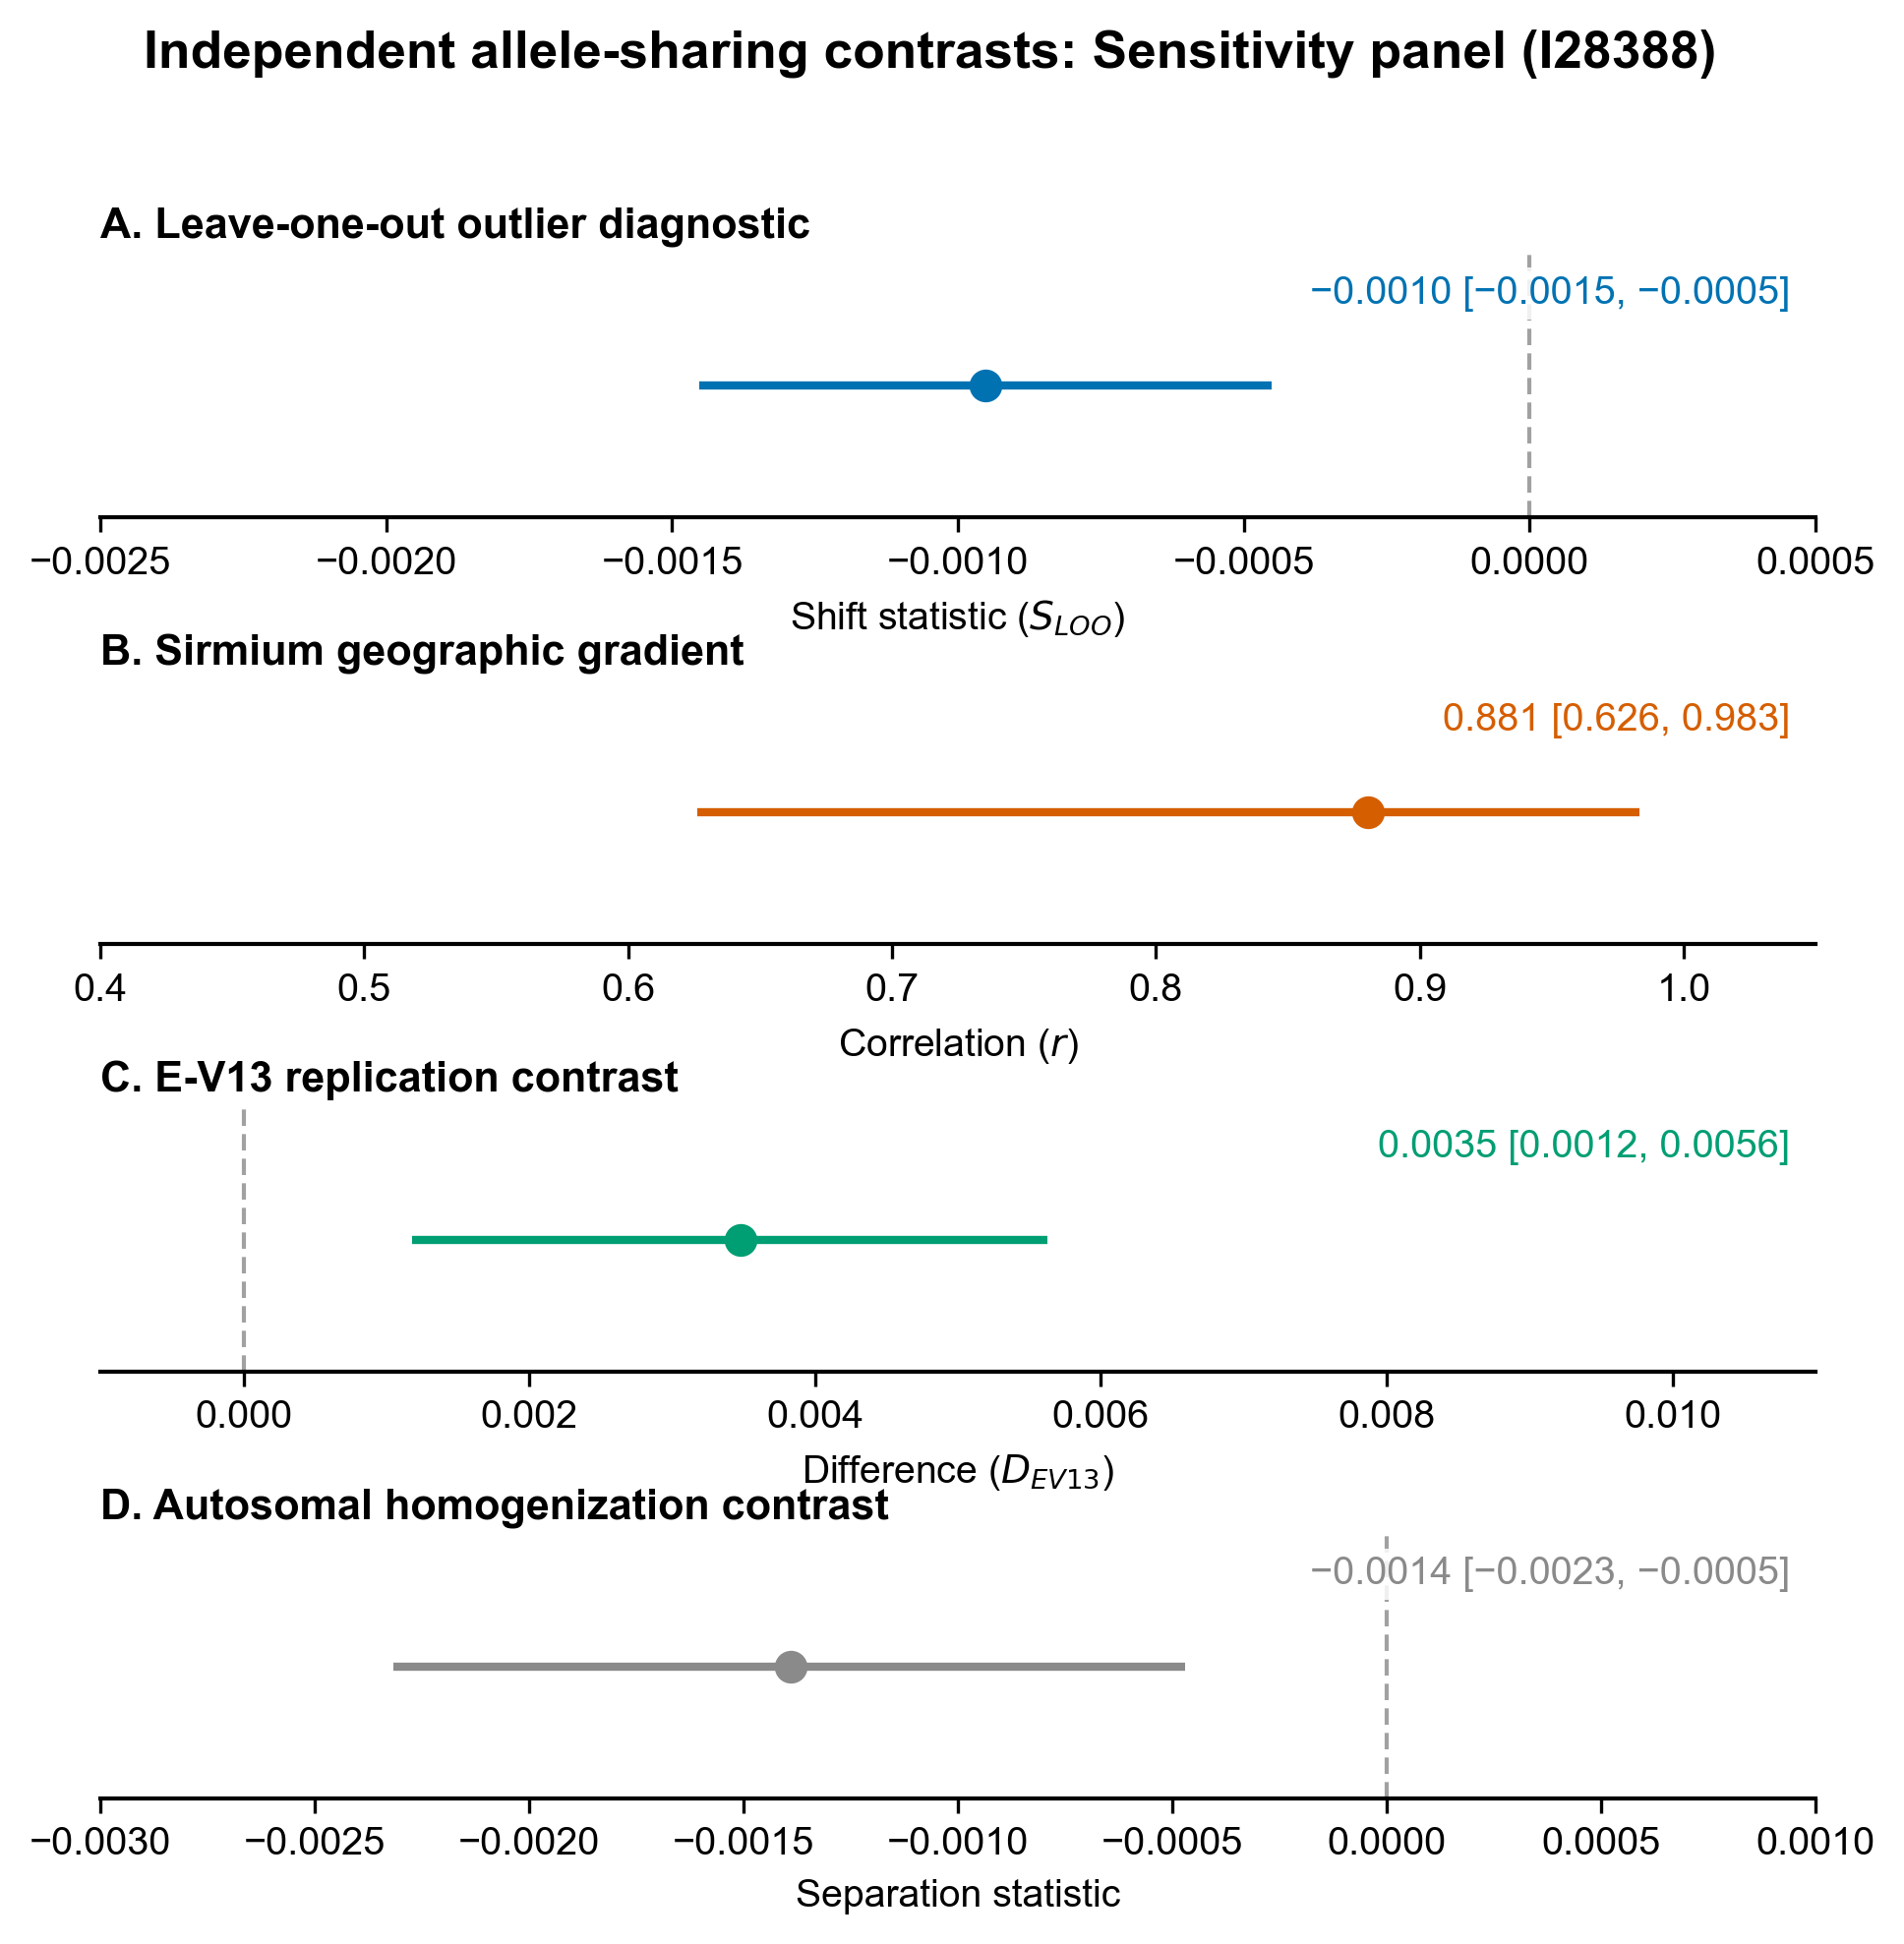 Independent allele-sharing contrasts: Sensitivity panel (I28388)
A. Leave-one-out outlier diagnostic
−0.0010 [−0.0015, −0.0005]
−0.0025 −0.0020 −0.0015 −0.0010 −0.0005 0.0000 0.0005
Shift statistic (S_LOO)
B. Sirmium geographic gradient
0.881 [0.626, 0.983]
0.4 0.5 0.6 0.7 0.8 0.9 1.0
Correlation (r)
C. E-V13 replication contrast
0.0035 [0.0012, 0.0056]
0.000 0.002 0.004 0.006 0.008 0.010
Difference (D_EV13)
D. Autosomal homogenization contrast
−0.0014 [−0.0023, −0.0005]
−0.0030 −0.0025 −0.0020 −0.0015 −0.0010 −0.0005 0.0000 0.0005 0.0010
Separation statistic